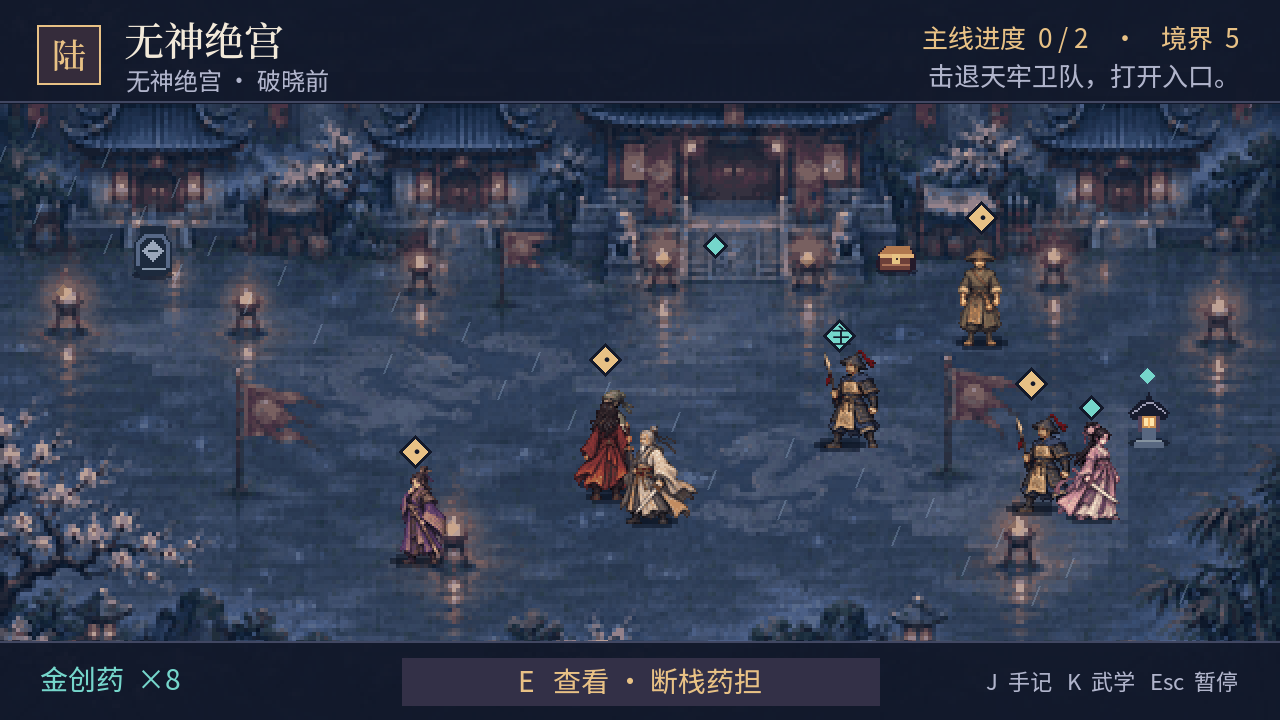 陆
无神绝宫
无神绝宫 · 破晓前
主线进度 0 / 2 · 境界 5
击退天牢卫队，打开入口。
金创药 ×8
E 查看 · 断栈药担
J 手记 K 武学 Esc 暂停